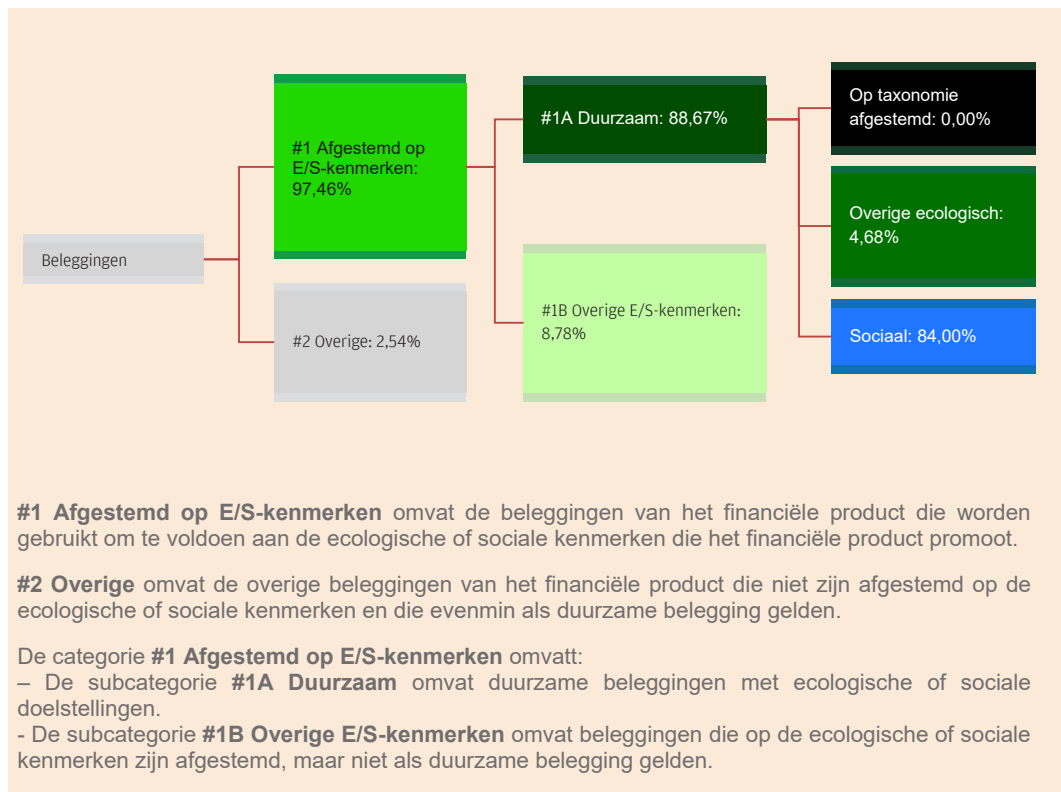 Beleggingen
#1 Afgestemd op
E/S-kenmerken:
97,46%
#2 Overige: 2,54%
#1A Duurzaam: 88,67%
#1B Overige E/S-kenmerken:
8,78%
Op taxonomie
afgestemd: 0,00%
Overige ecologisch:
4,68%
Sociaal: 84,00%
#1 Afgestemd op E/S-kenmerken omvat de beleggingen van het financiële product die worden
gebruikt om te voldoen aan de ecologische of sociale kenmerken die het financiële product promoot.
#2 Overige omvat de overige beleggingen van het financiële product die niet zijn afgestemd op de
ecologische of sociale kenmerken en die evenmin als duurzame belegging gelden.
De categorie #1 Afgestemd op E/S-kenmerken omvatt:
– De subcategorie #1A Duurzaam omvat duurzame beleggingen met ecologische of sociale
doelstellingen.
- De subcategorie #1B Overige E/S-kenmerken omvat beleggingen die op de ecologische of sociale
kenmerken zijn afgestemd, maar niet als duurzame belegging gelden.